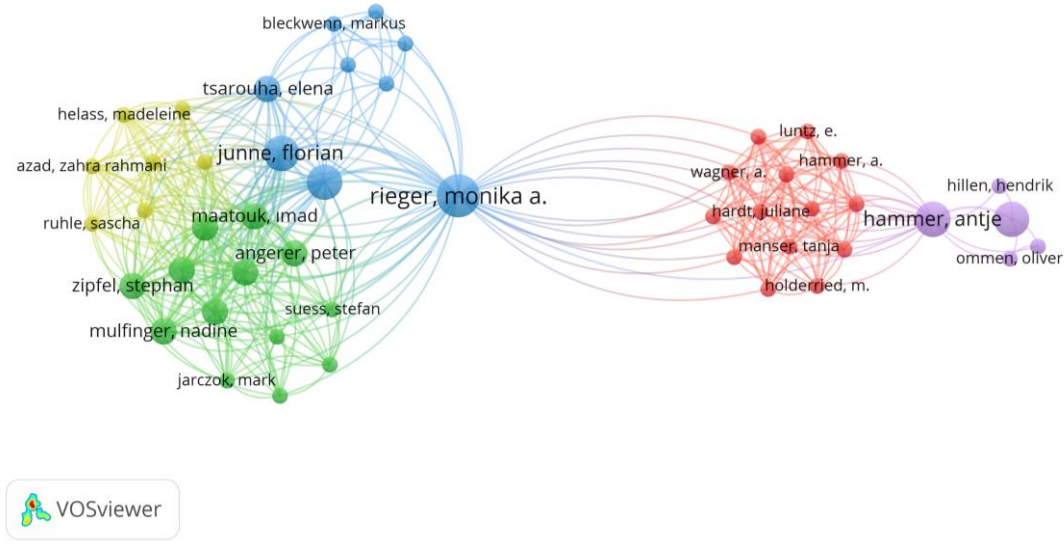 bleckwenn, markus
tsarouha, elena
helass, madeleine
junne, florian
azad, zahra rahmani
rieger, monika a.
ruhle, sascha
maatouk, imad
angerer, peter
zipfel, stephan
suess, stefan
mulfinger, nadine
jarczok, mark
luntz, e.
hammer, a.
wagner, a.
hardt, juliane
manser, tanja
holderried, m.
hillen, hendrik
hammer, antje
ommen, oliver
VOSviewer